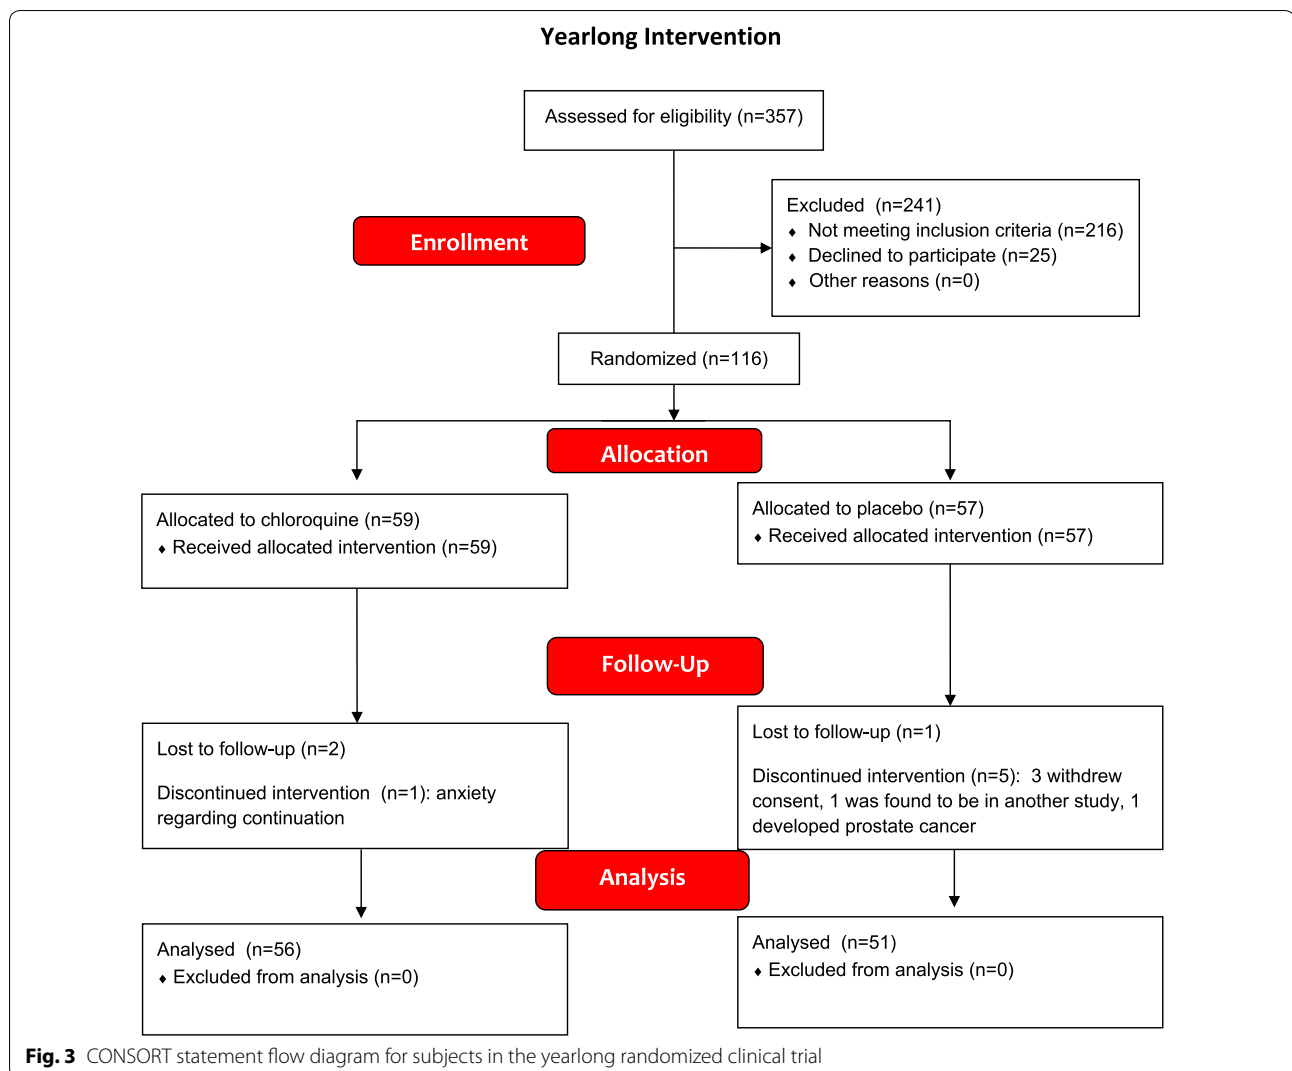 Yearlong Intervention
Assessed for eligibility (n=357)
Excluded (n=241)
♦ Not meeting inclusion criteria (n=216)
♦ Declined to participate (n=25)
♦ Other reasons (n=0)
Enrollment
Randomized (n=116)
Allocation
Allocated to chloroquine (n=59)
♦ Received allocated intervention (n=59)
Allocated to placebo (n=57)
♦ Received allocated intervention (n=57)
Follow-Up
Lost to follow-up (n=2)
Discontinued intervention (n=1): anxiety
regarding continuation
Lost to follow-up (n=1)
Discontinued intervention (n=5): 3 withdrew
consent, 1 was found to be in another study, 1
developed prostate cancer
Analysis
Analysed (n=56)
♦ Excluded from analysis (n=0)
Analysed (n=51)
♦ Excluded from analysis (n=0)
Fig. 3 CONSORT statement flow diagram for subjects in the yearlong randomized clinical trial